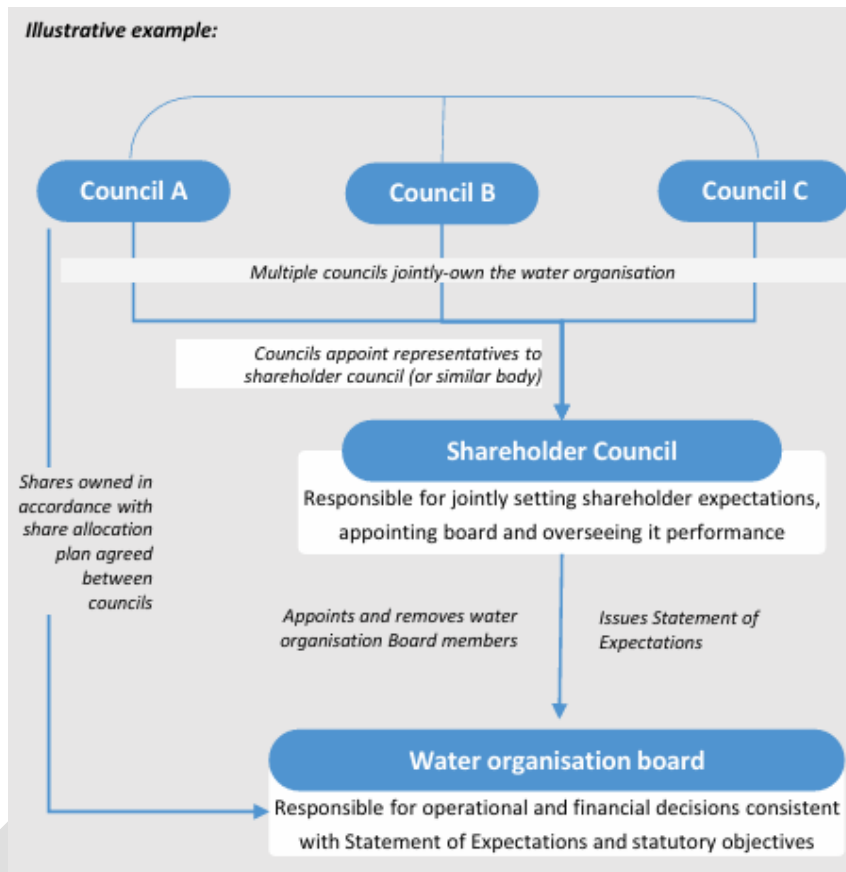 Illustrative example:
Council A
Council B
Council C
Multiple councils jointly-own the water organisation
Councils appoint representatives to
shareholder council (or similar body)
Shareholder Council
Responsible for jointly setting shareholder expectations,
appointing board and overseeing it performance
Shares owned in
accordance with
share allocation
plan agreed
between
councils
Appoints and removes water
organisation Board members
Issues Statement of
Expectations
Water organisation board
Responsible for operational and financial decisions consistent
with Statement of Expectations and statutory objectives